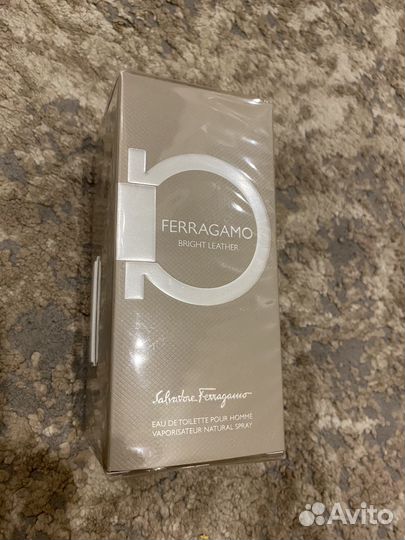 FERRAGAMO
BRIGHT LEATHER
Salvatore Ferragamo
EAU DE TOILETTE POUR HOMME
VAPORISATEUR NATURAL SPRAY
Avito